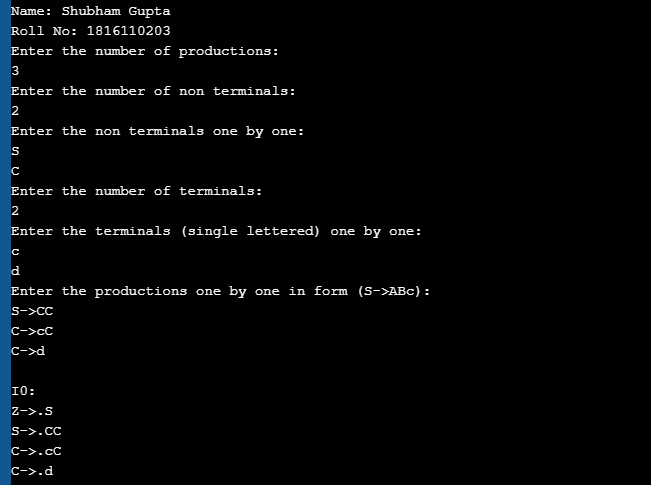 Name: Shubham Gupta
Roll No: 1816110203
Enter the number of productions:
3
Enter the number of non terminals:
2
Enter the non terminals one by one:
S
C
Enter the number of terminals:
2
Enter the terminals (single lettered) one by one:
c
d
Enter the productions one by one in form (S->ABc):
S->CC
C->cC
C->d
I0:
Z->.S
S->.CC
C->.cC
C->.d